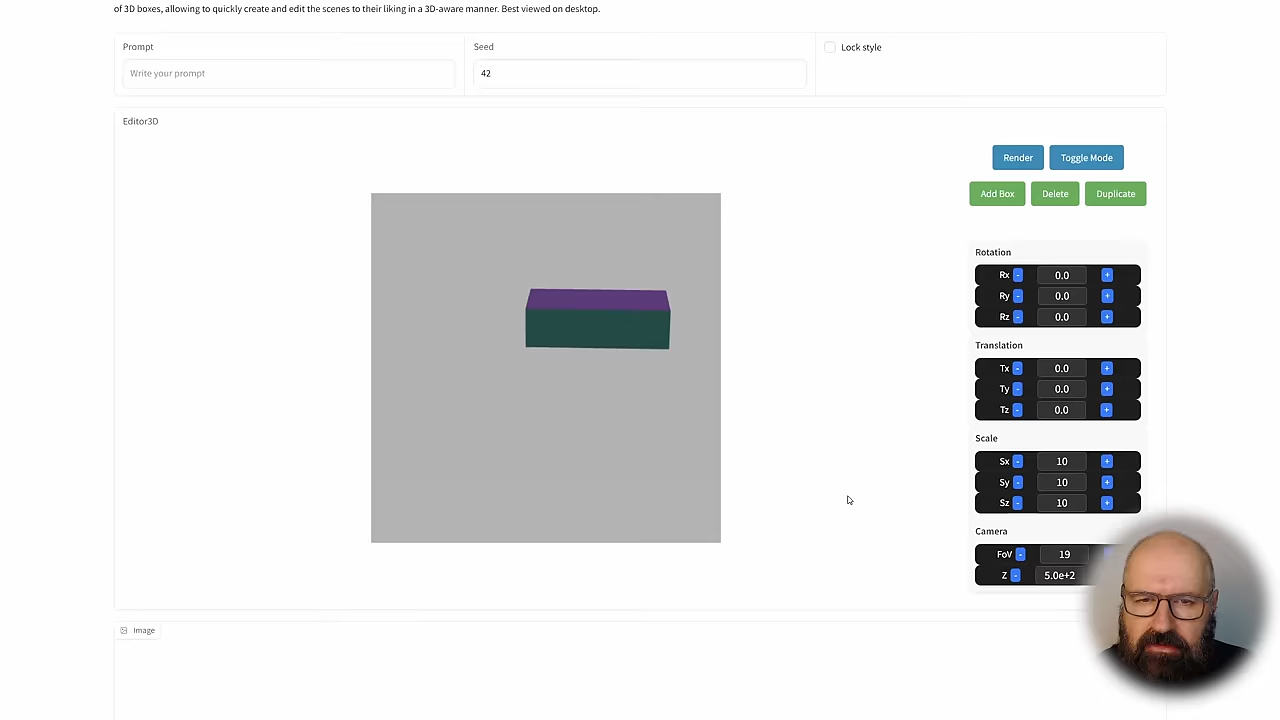 of 3D boxes, allowing to quickly create and edit the scenes to their liking in a 3D-aware manner. Best viewed on desktop.
Prompt
Write your prompt
Seed
42
Lock style
Editor3D
Render Toggle Mode
Add Box Delete Duplicate
Rotation
Rx - 0.0 +
Ry - 0.0 +
Rz - 0.0 +
Translation
Tx - 0.0 +
Ty - 0.0 +
Tz - 0.0 +
Scale
Sx - 10 +
Sy - 10 +
Sz - 10 +
Camera
FoV - 19
Z - 5.0e+2
Image